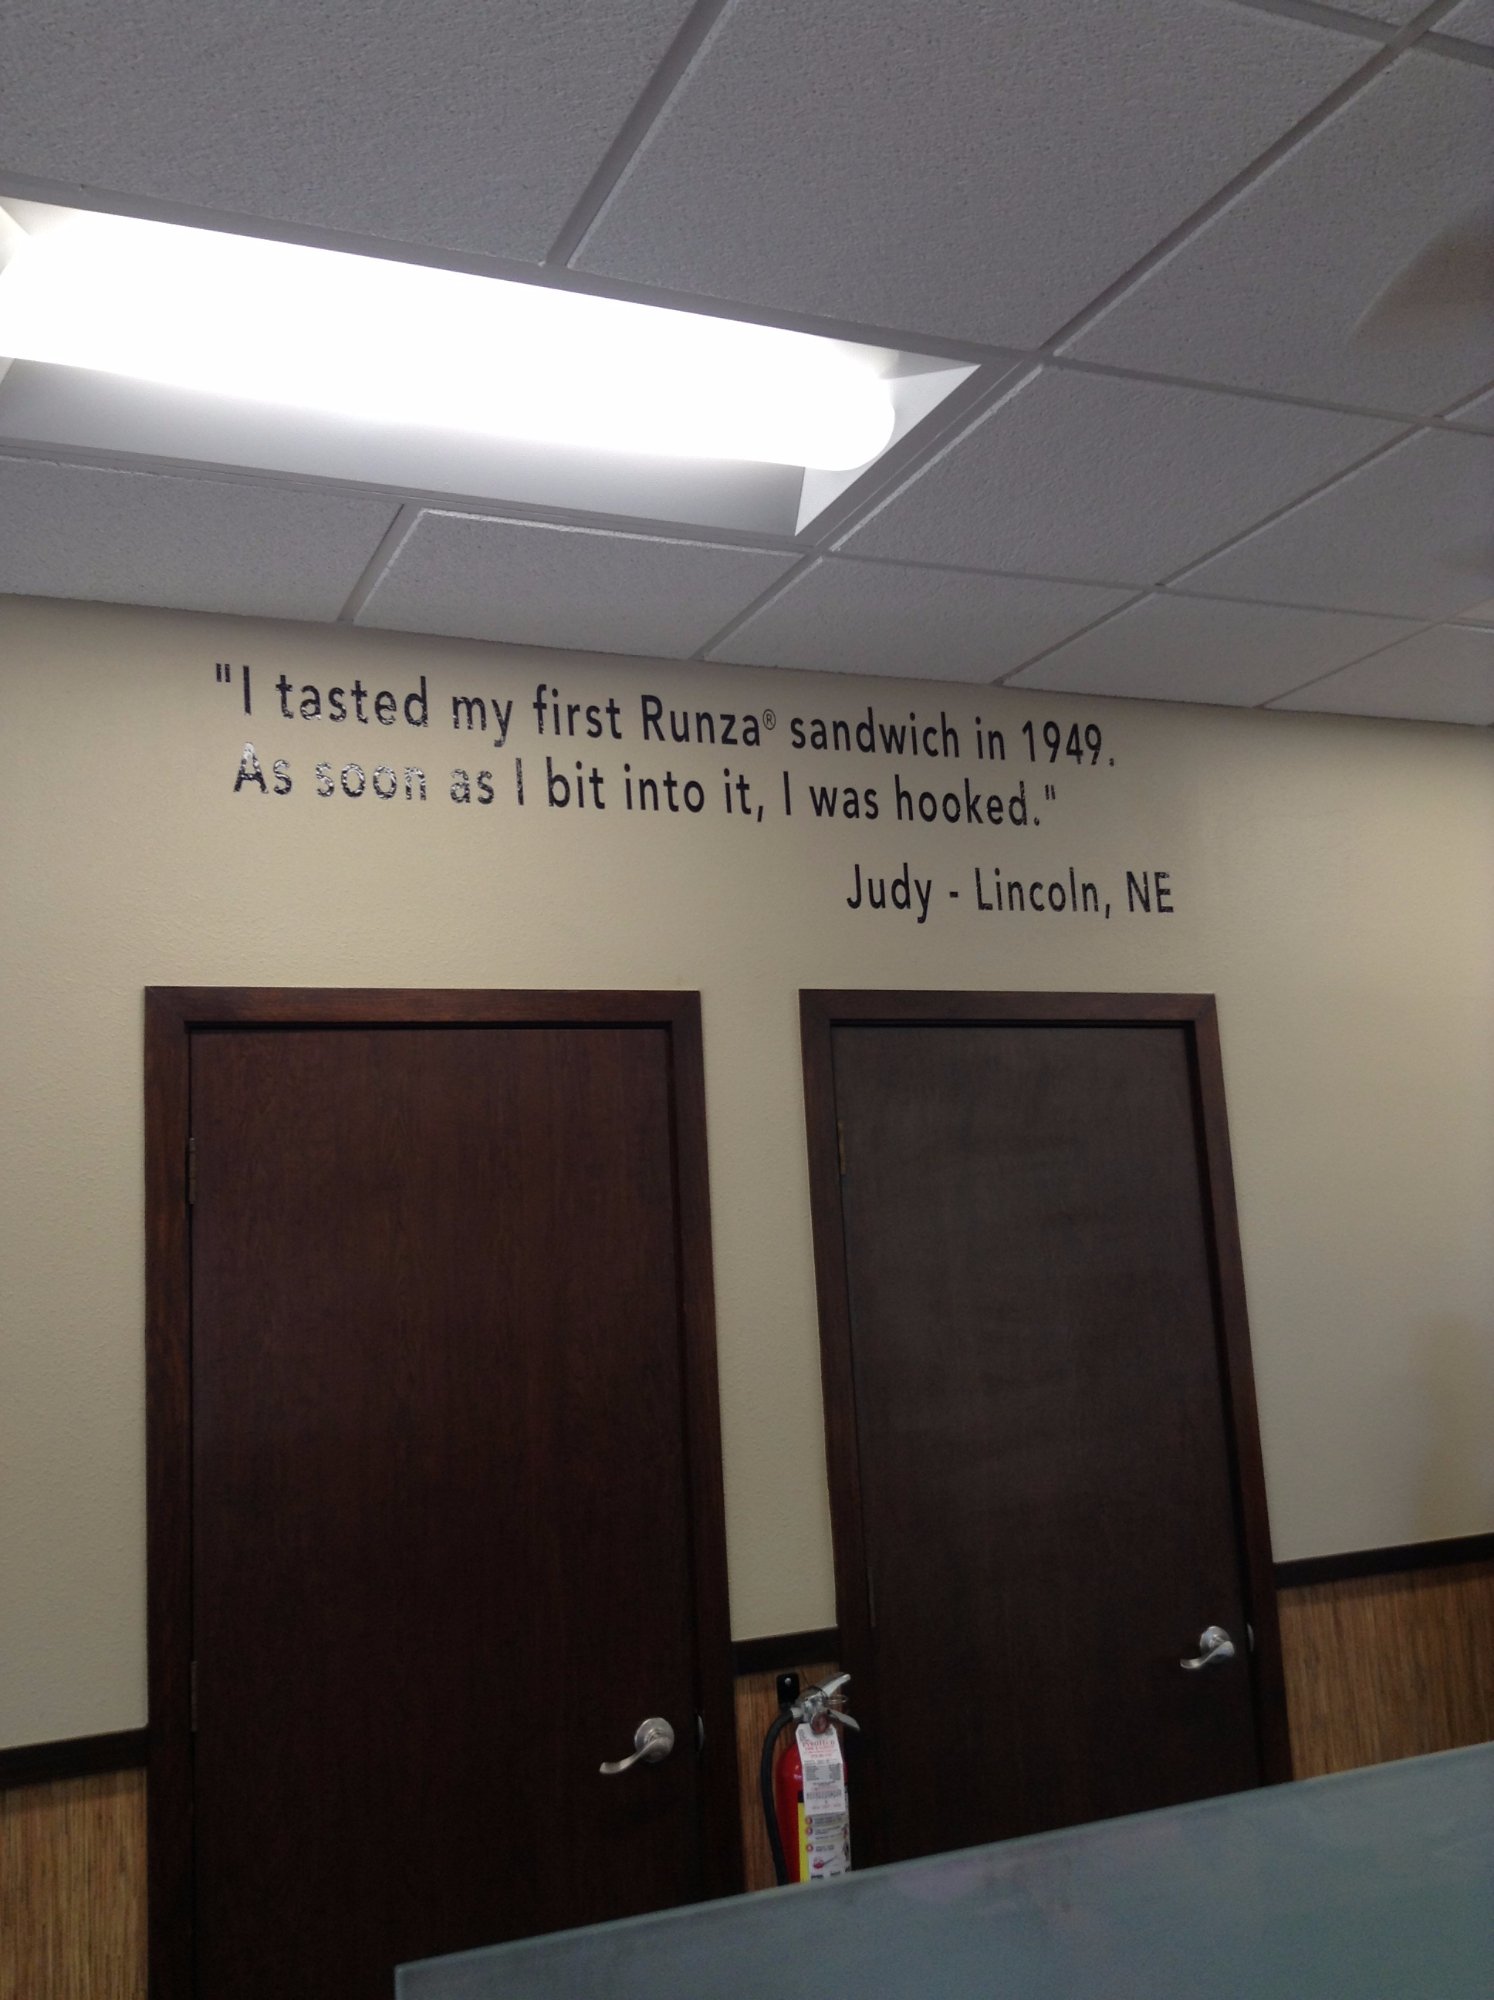 "I tasted my first Runza® sandwich in 1949.
As soon as I bit into it, I was hooked."
Judy - Lincoln, NE